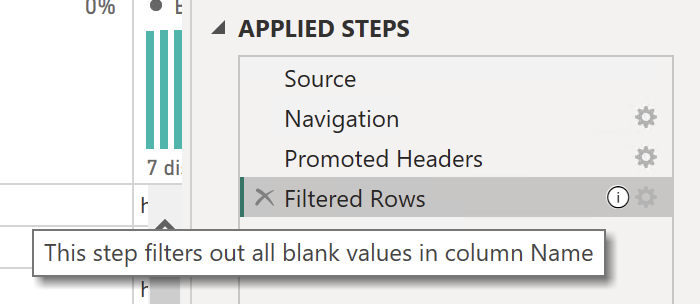 0%
APPLIED STEPS
Source
Navigation
Promoted Headers
7 di
Filtered Rows
This step filters out all blank values in column Name